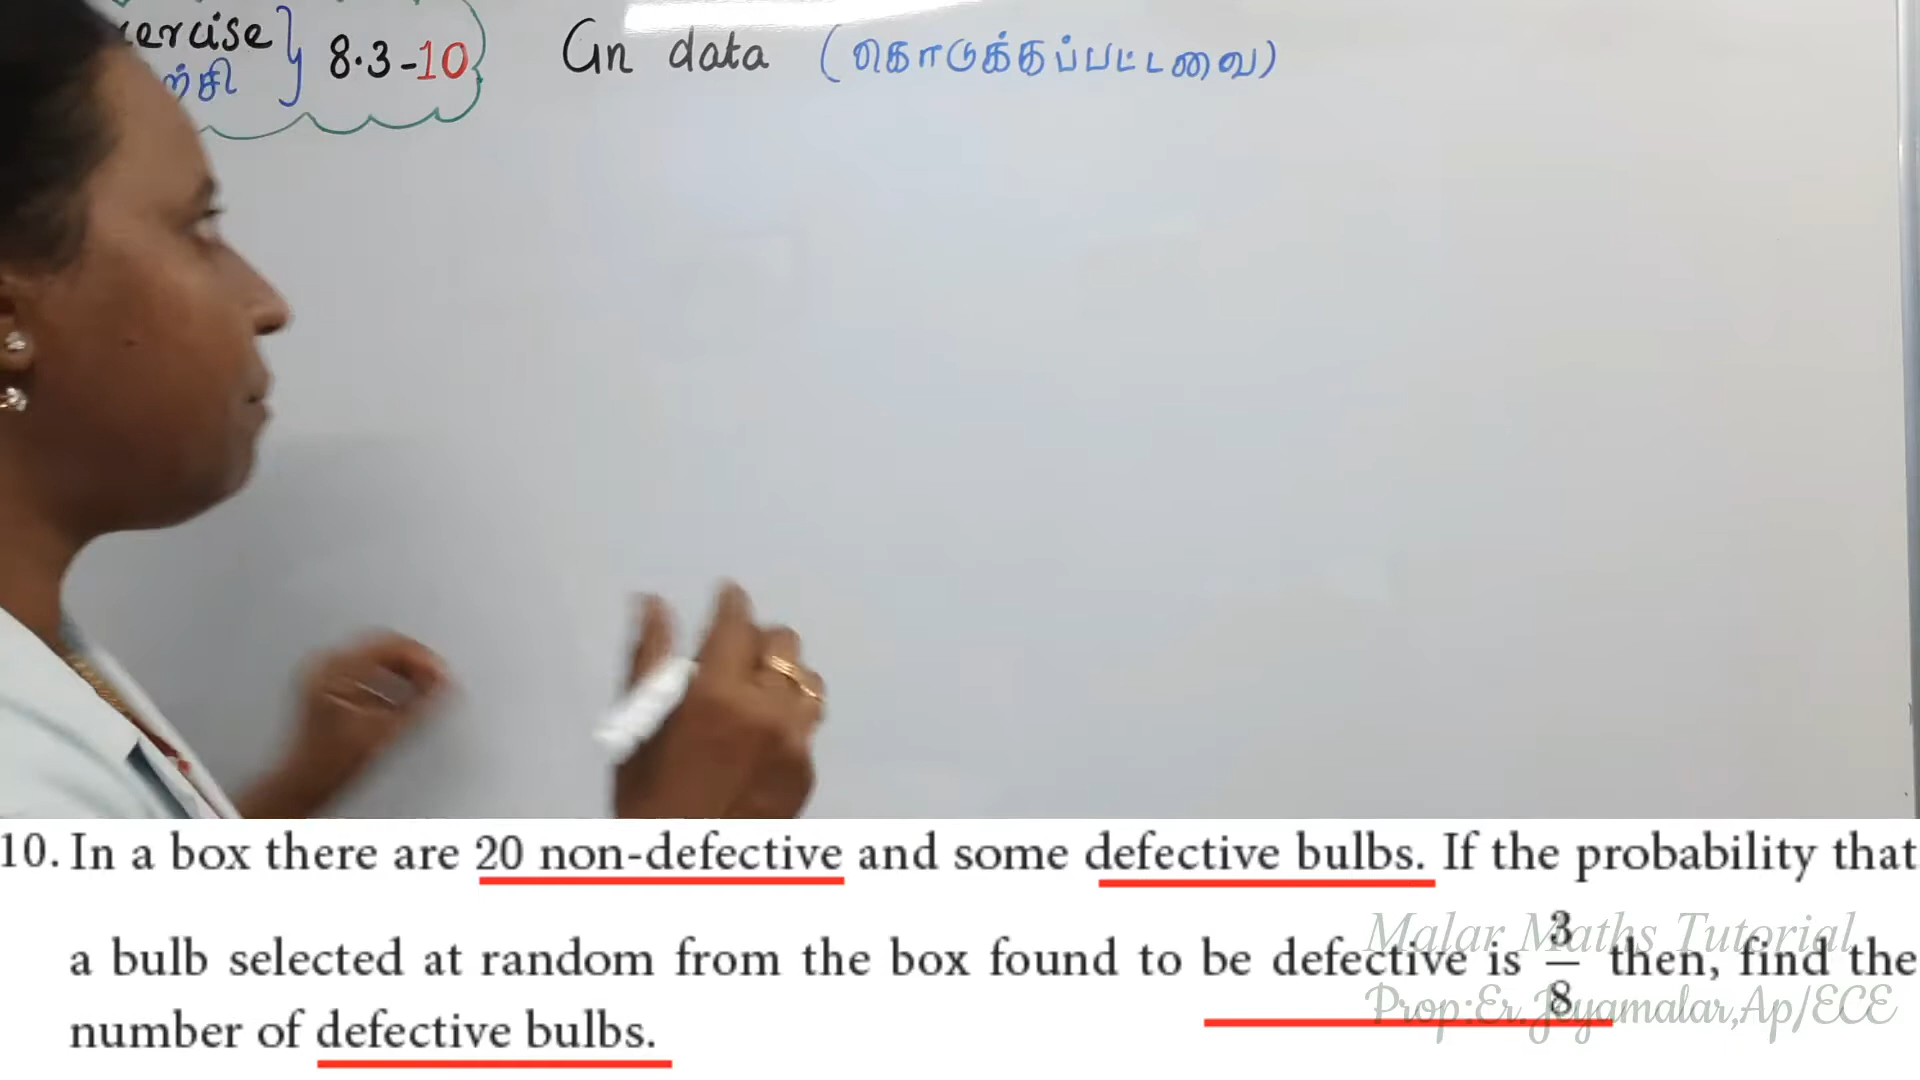 ercise } 8.3-10 Gn data (கொடுக்கப்பட்டவை)
ற்சி
10. In a box there are 20 non-defective and some defective bulbs. If the probability that
a bulb selected at random from the box found to be defective is 3/8 then, find the
number of defective bulbs.
Malar Maths Tutorial
Prop:Er.Jeyamalar,Ap/ECE